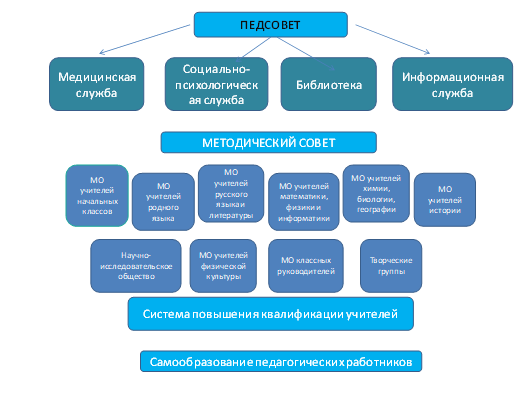 ПЕДСОВЕТ
Медицинская
служба
Социально-
психологическ
ая служба
Библиотека
Информационная
служба
МЕТОДИЧЕСКИЙ СОВЕТ
МО
учителей
начальных
классов
МО
учителей
родного
языка
МО
учителей
русского
языка и
литературы
МО учителей
математики,
физики и
информатики
МО учителей
химии,
биологии,
географии
МО
учителей
истории
Научно-
исследовательское
общество
МО учителей
физической
культуры
МО классных
руководителей
Творческие
группы
Система повышения квалификации учителей
Самообразование педагогических работников